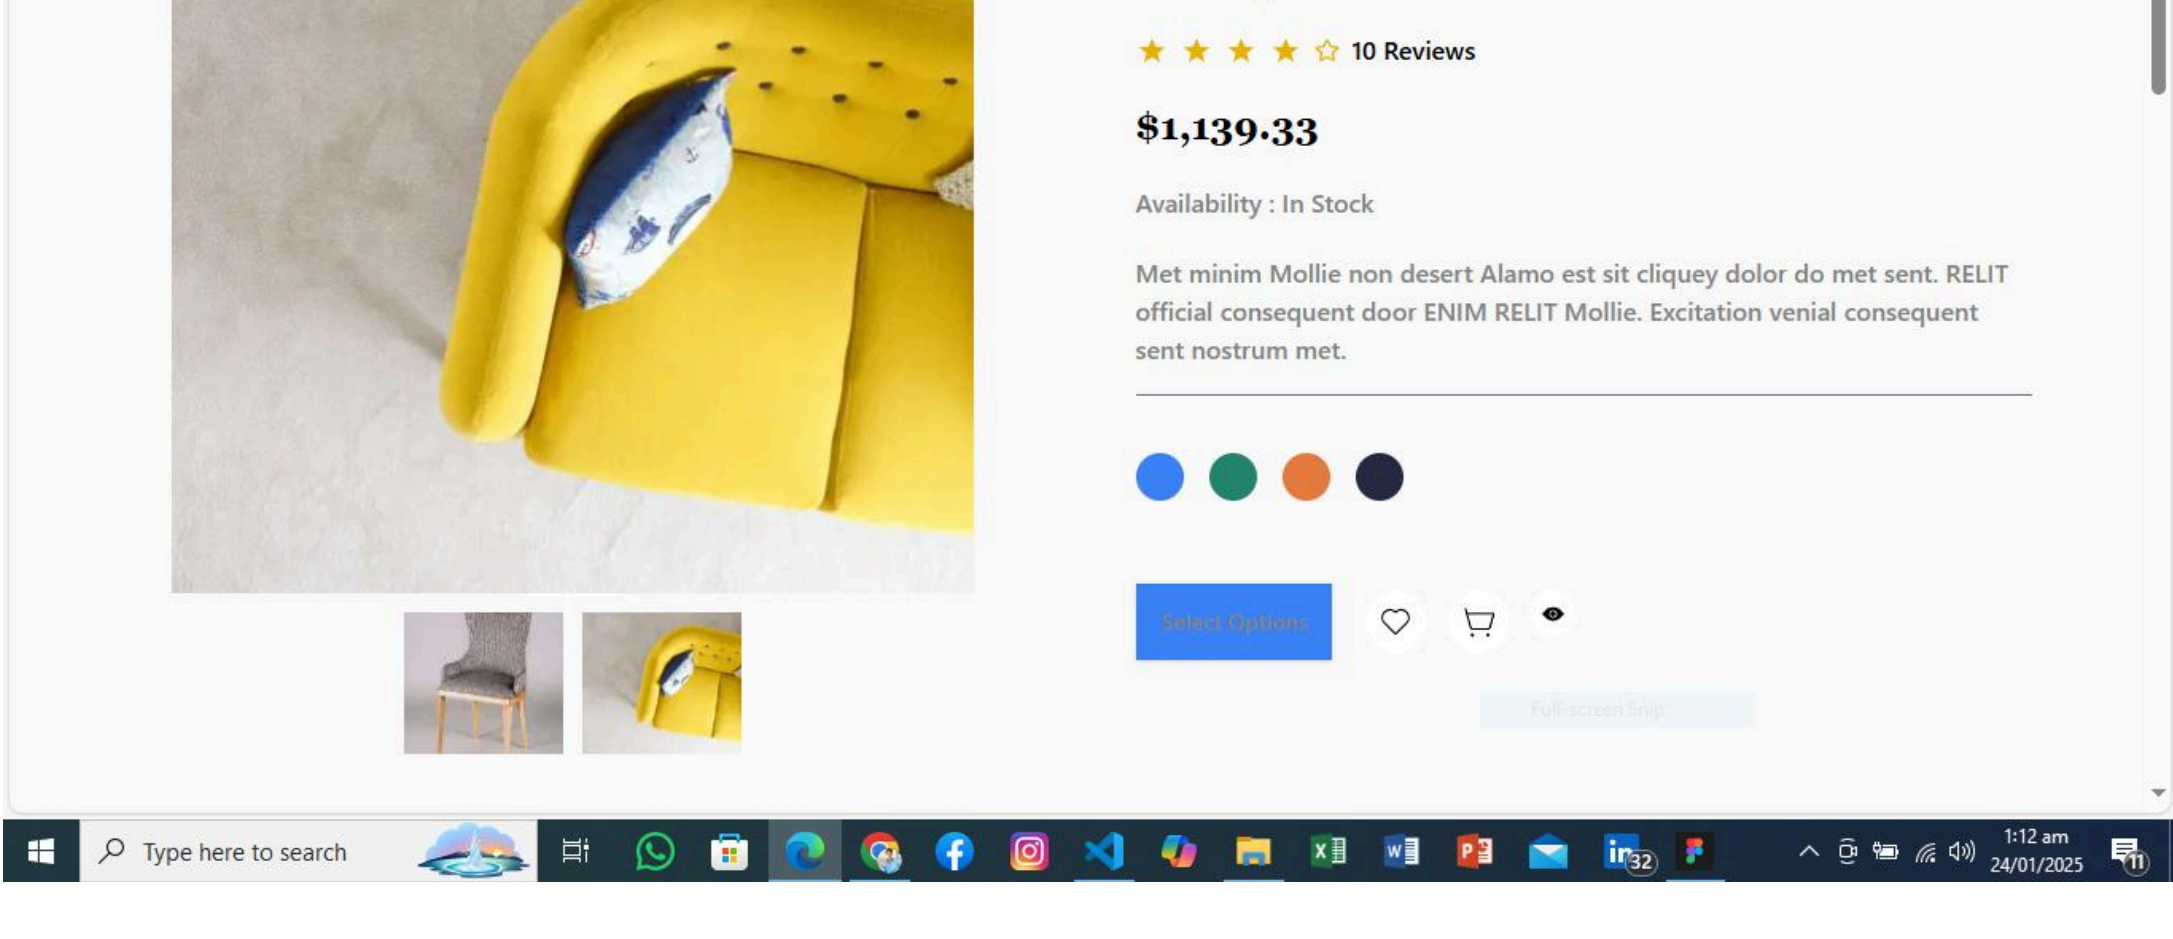 10 Reviews
$1,139.33
Availability : In Stock
Met minim Mollie non desert Alamo est sit cliquey dolor do met sent. RELIT
official consequent door ENIM RELIT Mollie. Excitation venial consequent
sent nostrum met.
Select Options
Full-screen Snip
Type here to search
32
1:12 am
24/01/2025
11